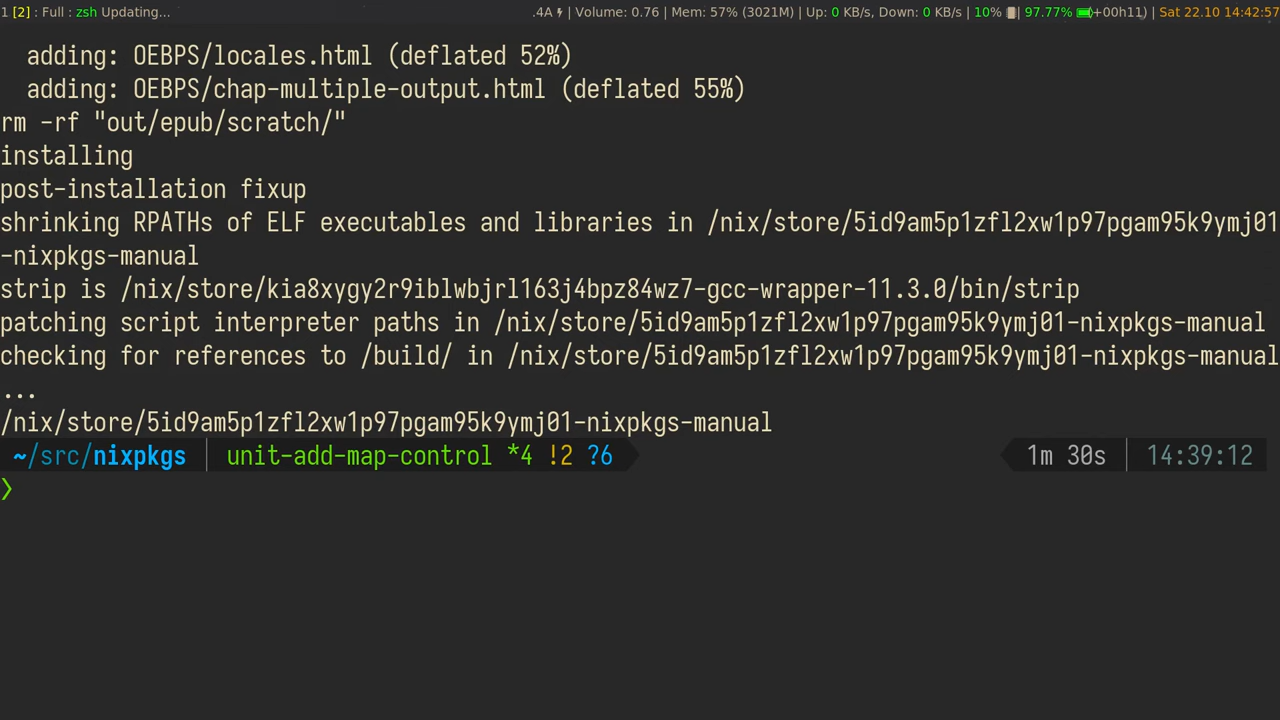 1 [2] : Full : zsh Updating... .4A | Volume: 0.76 | Mem: 57% (3021M) | Up: 0 KB/s, Down: 0 KB/s | 10% | 97.77% +00h11 | Sat 22.10 14:42:57
adding: OEBPS/locales.html (deflated 52%)
adding: OEBPS/chap-multiple-output.html (deflated 55%)
rm -rf "out/epub/scratch/"
installing
post-installation fixup
shrinking RPATHs of ELF executables and libraries in /nix/store/5id9am5p1zfl2xw1p97pgam95k9ymj01
-nixpkgs-manual
strip is /nix/store/kia8xygy2r9iblwbjrl163j4bpz84wz7-gcc-wrapper-11.3.0/bin/strip
patching script interpreter paths in /nix/store/5id9am5p1zfl2xw1p97pgam95k9ymj01-nixpkgs-manual
checking for references to /build/ in /nix/store/5id9am5p1zfl2xw1p97pgam95k9ymj01-nixpkgs-manual
...
/nix/store/5id9am5p1zfl2xw1p97pgam95k9ymj01-nixpkgs-manual
~/src/nixpkgs unit-add-map-control *4 !2 ?6 1m 30s 14:39:12
❯